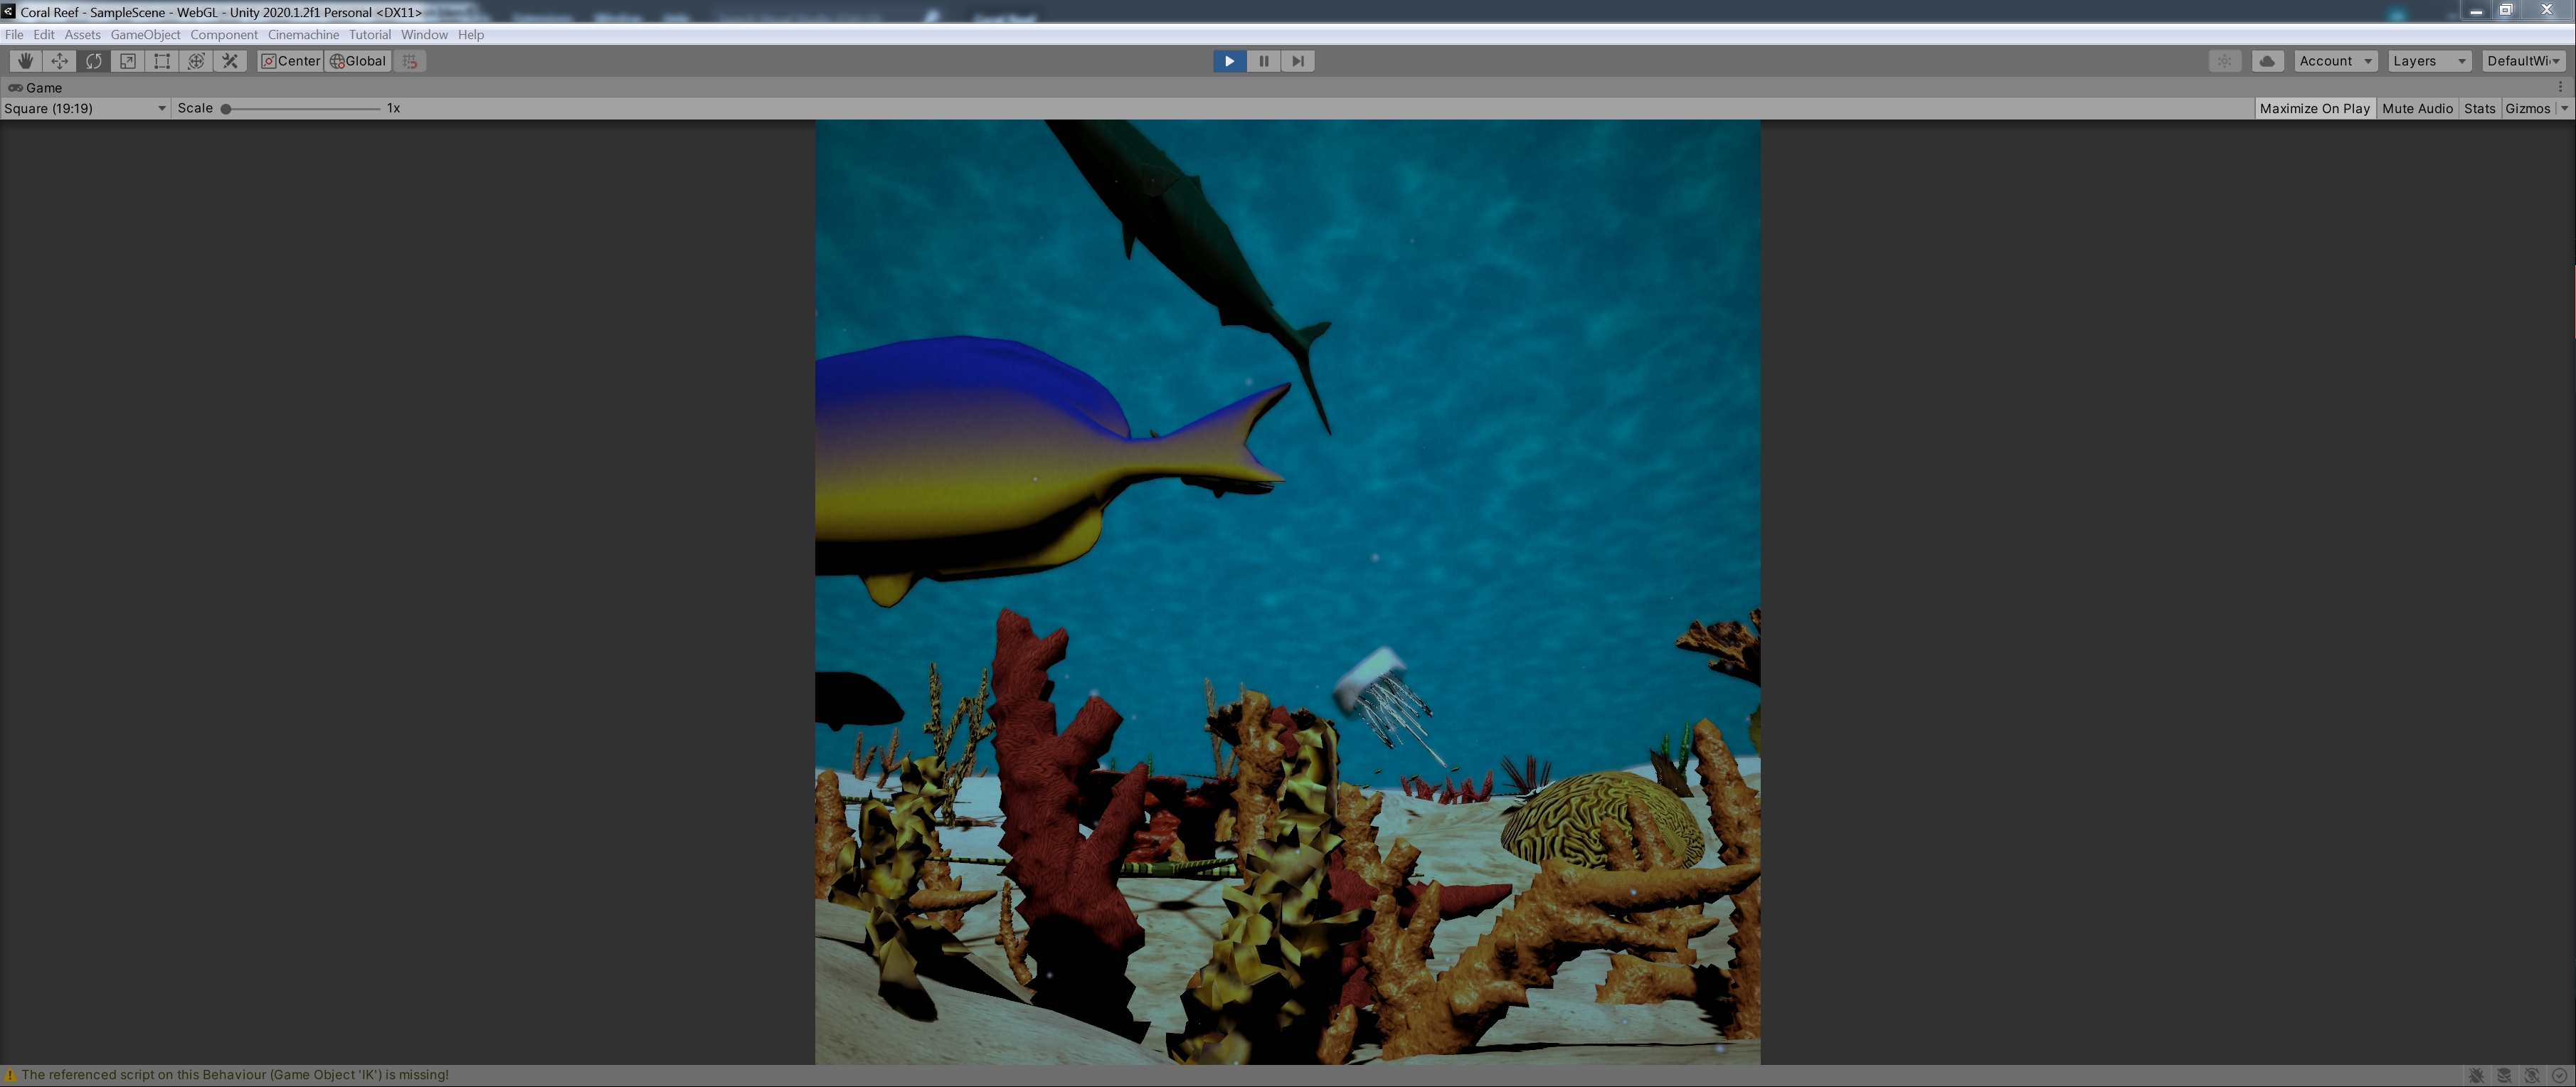 Coral Reef - SampleScene - WebGL - Unity 2020.1.2f1 Personal <DX11>
File Edit Assets GameObject Component Cinemachine Tutorial Window Help
Center Global Account Layers DefaultWi
Game
Square (19:19) Scale 1x Maximize On Play Mute Audio Stats Gizmos
The referenced script on this Behaviour (Game Object 'IK') is missing!